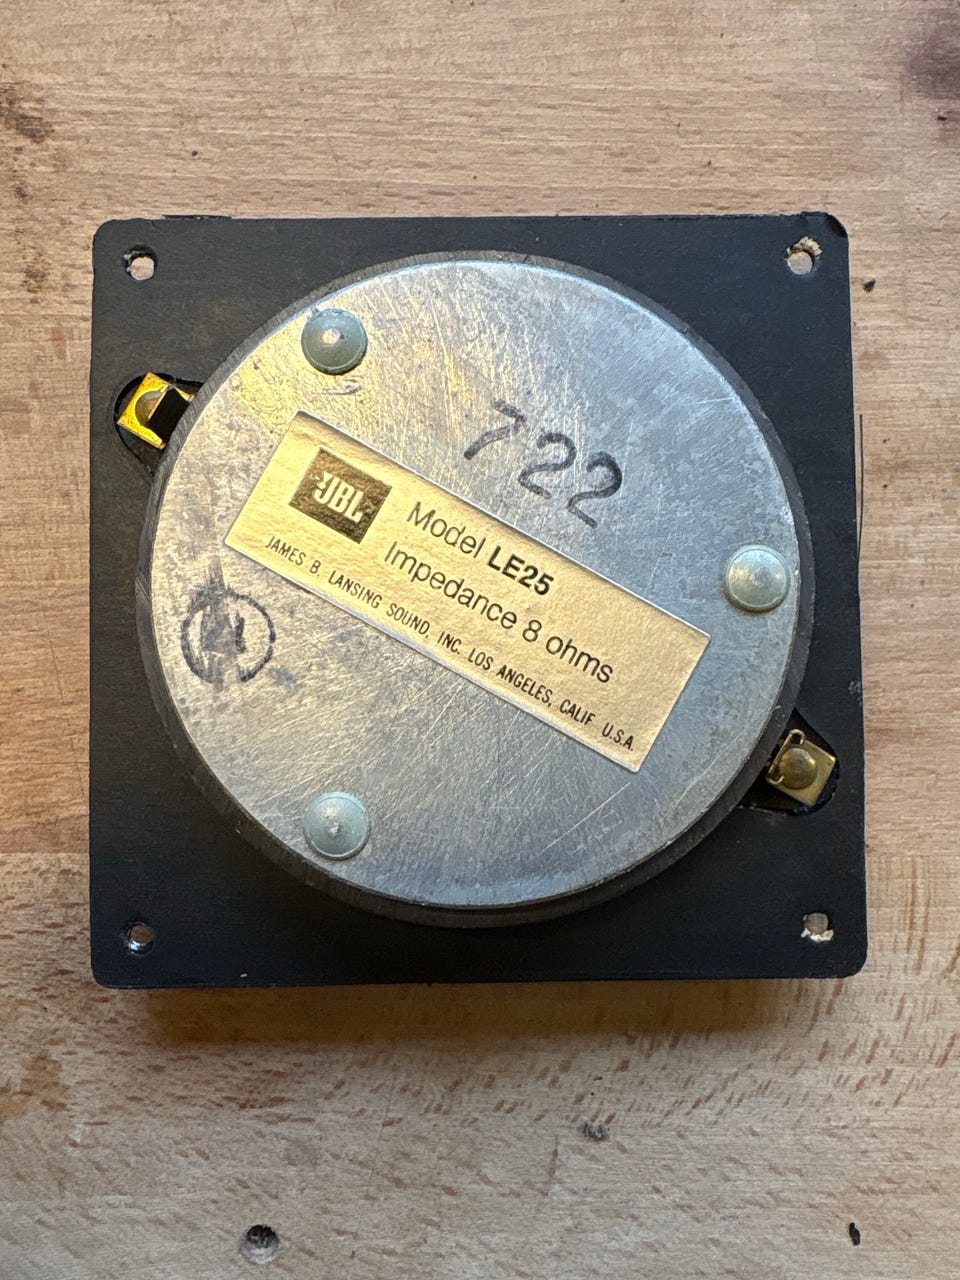 722
JBL
Model LE25
Impedance 8 ohms
JAMES B. LANSING SOUND, INC. LOS ANGELES, CALIF. U.S.A.